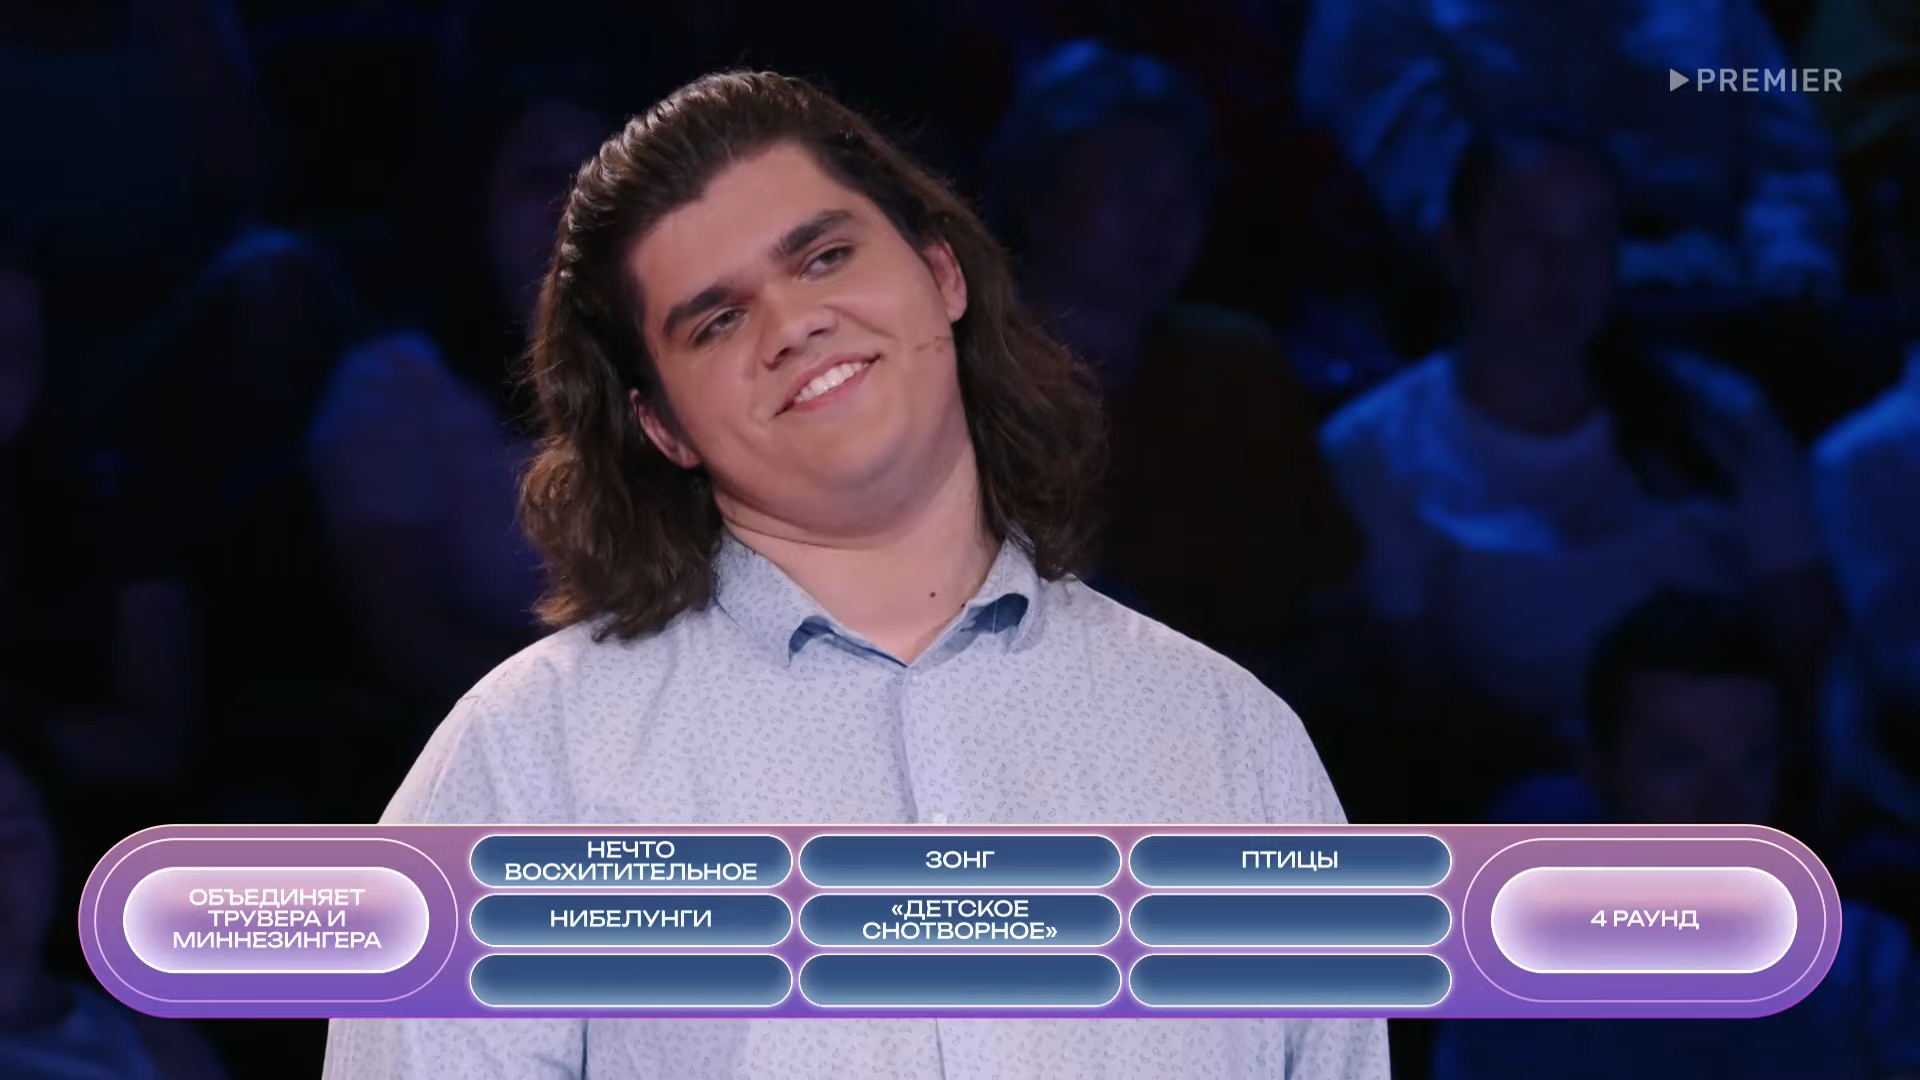 PREMIER
ОБЪЕДИНЯЕТ
ТРУВЕРА И
МИННЕЗИНГЕРА
НЕЧТО
ВОСХИТИТЕЛЬНОЕ
ЗОНГ
ПТИЦЫ
НИБЕЛУНГИ
«ДЕТСКОЕ
СНОТВОРНОЕ»
4 РАУНД